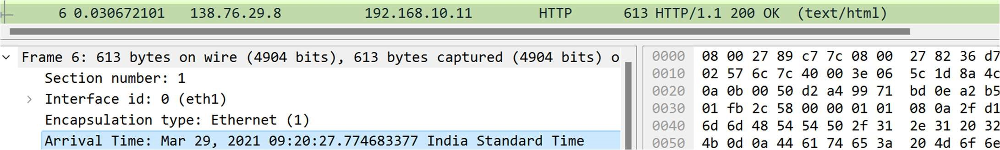 6 0.030672101 138.76.29.8 192.168.10.11 HTTP 613 HTTP/1.1 200 OK (text/html)
Frame 6: 613 bytes on wire (4904 bits), 613 bytes captured (4904 bits) o
Section number: 1
Interface id: 0 (eth1)
Encapsulation type: Ethernet (1)
Arrival Time: Mar 29, 2021 09:20:27.774683377 India Standard Time
0000 08 00 27 89 c7 7c 08 00 27 82 36 d7
0010 02 57 6c 7c 40 00 3e 06 5c 1d 8a 4c
0020 0a 0b 00 50 d2 a4 99 71 bd 0e a2 b5
0030 01 fb 2c 58 00 00 01 01 08 0a 2f d1
0040 6d 6d 48 54 54 50 2f 31 2e 31 20 32
0050 4b 0d 0a 44 61 74 65 3a 20 4d 6f 6e